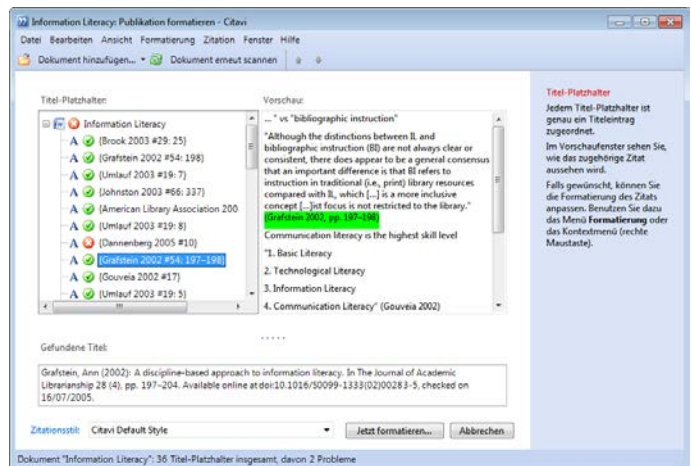 Information Literacy: Publikation formatieren - Citavi
Datei Bearbeiten Ansicht Formatierung Zitation Fenster Hilfe
Dokument hinzufügen... Dokument erneut scannen
Titel-Platzhalter:
Information Literacy
A {Brook 2003 #29: 25}
A {Grafstein 2002 #54: 198}
A {Umlauf 2003 #19: 7}
A {Johnston 2003 #66: 337}
A {American Library Association 200
A {Umlauf 2003 #19: 8}
A {Dannenberg 2005 #10}
A {Grafstein 2002 #54: 197-198}
A {Gouveia 2002 #17}
A {Umlauf 2003 #19: 5}
Vorschau:
... " vs "bibliographic instruction"
"Although the distinctions between IL and
bibliographic instruction (BI) are not always clear or
consistent, there does appear to be a general consensus
that an important difference is that BI refers to
instruction in traditional (i.e., print) library resources
compared with IL, which [...] is a more inclusive
concept [...]ist focus is not restricted to the library."
(Grafstein 2002, pp. 197–198)
Communication literacy is the highest skill level
"1. Basic Literacy
2. Technological Literacy
3. Information Literacy
4. Communication Literacy" (Gouveia 2002)
Titel-Platzhalter
Jedem Titel-Platzhalter ist
genau ein Titeleintrag
zugeordnet.
Im Vorschaufenster sehen Sie,
wie das zugehörige Zitat
aussehen wird.
Falls gewünscht, können Sie
die Formatierung des Zitats
anpassen. Benutzen Sie dazu
das Menü Formatierung oder
das Kontextmenü (rechte
Maustaste).
Gefundene Titel:
Grafstein, Ann (2002): A discipline-based approach to information literacy. In The Journal of Academic
Librarianship 28 (4), pp. 197–204. Available online at doi:10.1016/S0099-1333(02)00283-5, checked on
16/07/2005.
Zitationsstil: Citavi Default Style
Jetzt formatieren... Abbrechen
Dokument "Information Literacy": 36 Titel-Platzhalter insgesamt, davon 2 Probleme